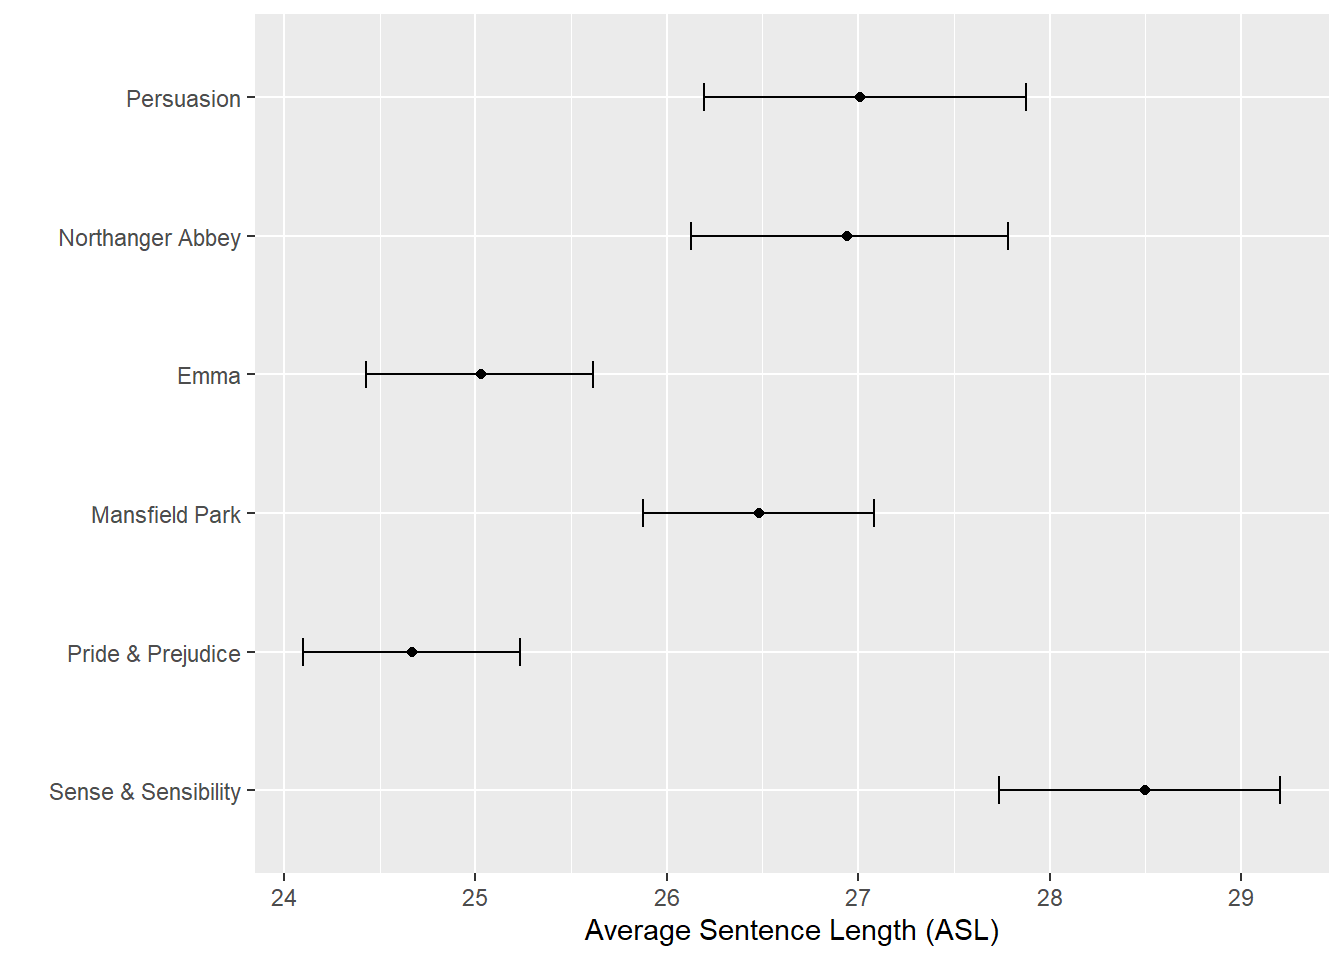 Persuasion
Northanger Abbey
Emma
Mansfield Park
Pride & Prejudice
Sense & Sensibility
24 25 26 27 28 29
Average Sentence Length (ASL)